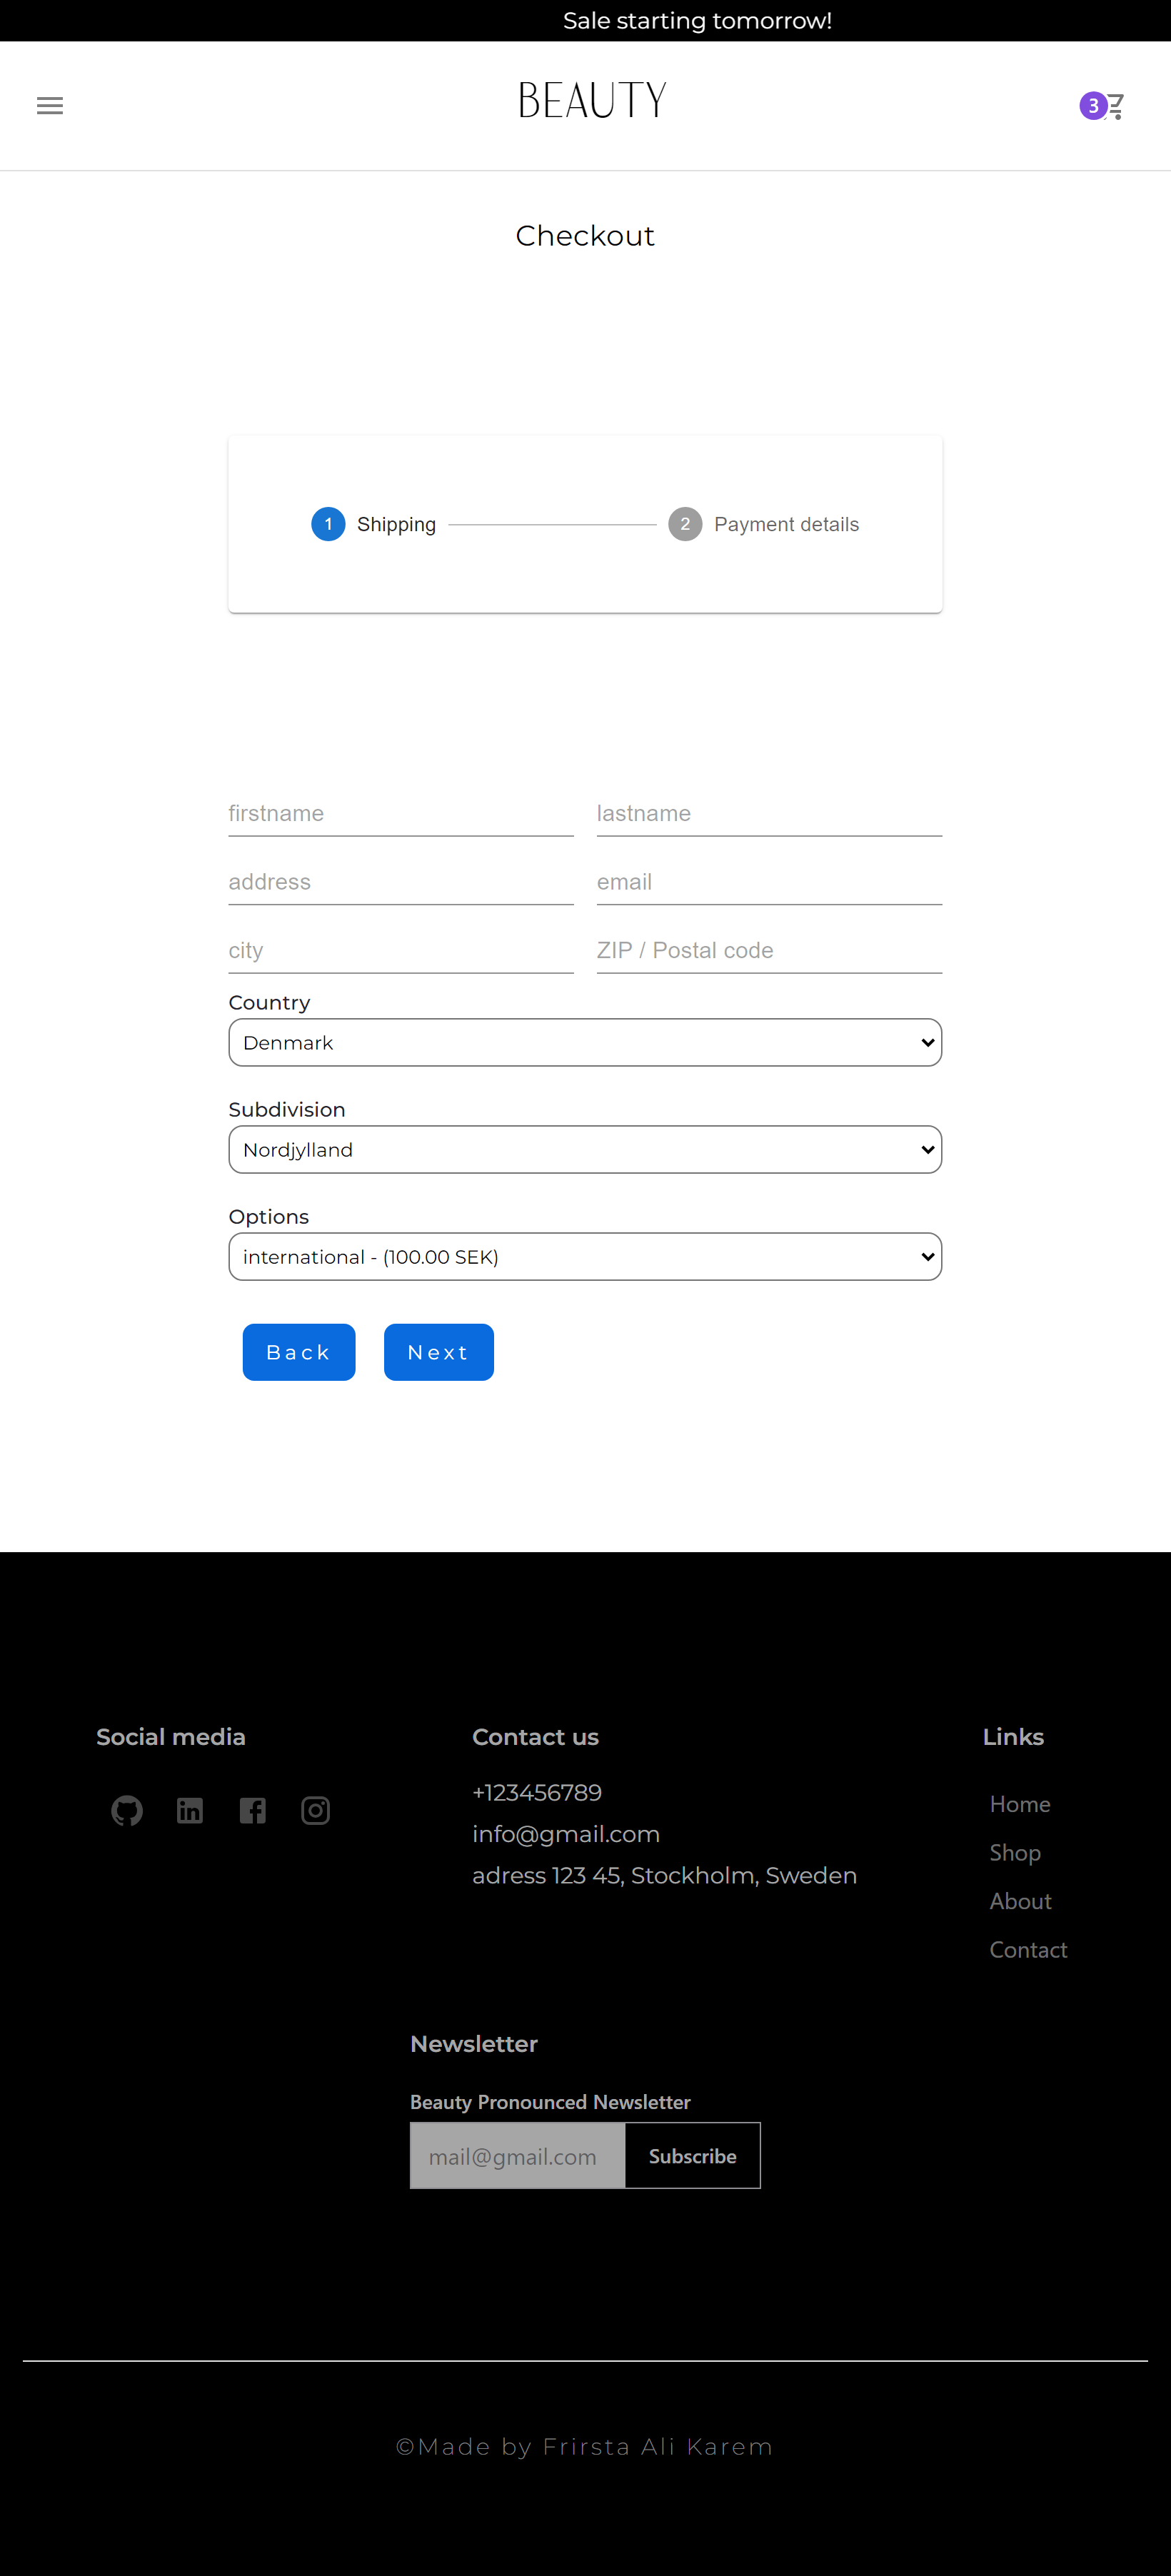 Sale starting tomorrow!
BEAUTY
3
Checkout
1 Shipping 2 Payment details
firstname lastname
address email
city ZIP / Postal code
Country
Denmark
Subdivision
Nordjylland
Options
international - (100.00 SEK)
Back Next
Social media
Contact us
+123456789
info@gmail.com
adress 123 45, Stockholm, Sweden
Links
Home
Shop
About
Contact
Newsletter
Beauty Pronounced Newsletter
mail@gmail.com Subscribe
©Made by Frirsta Ali Karem